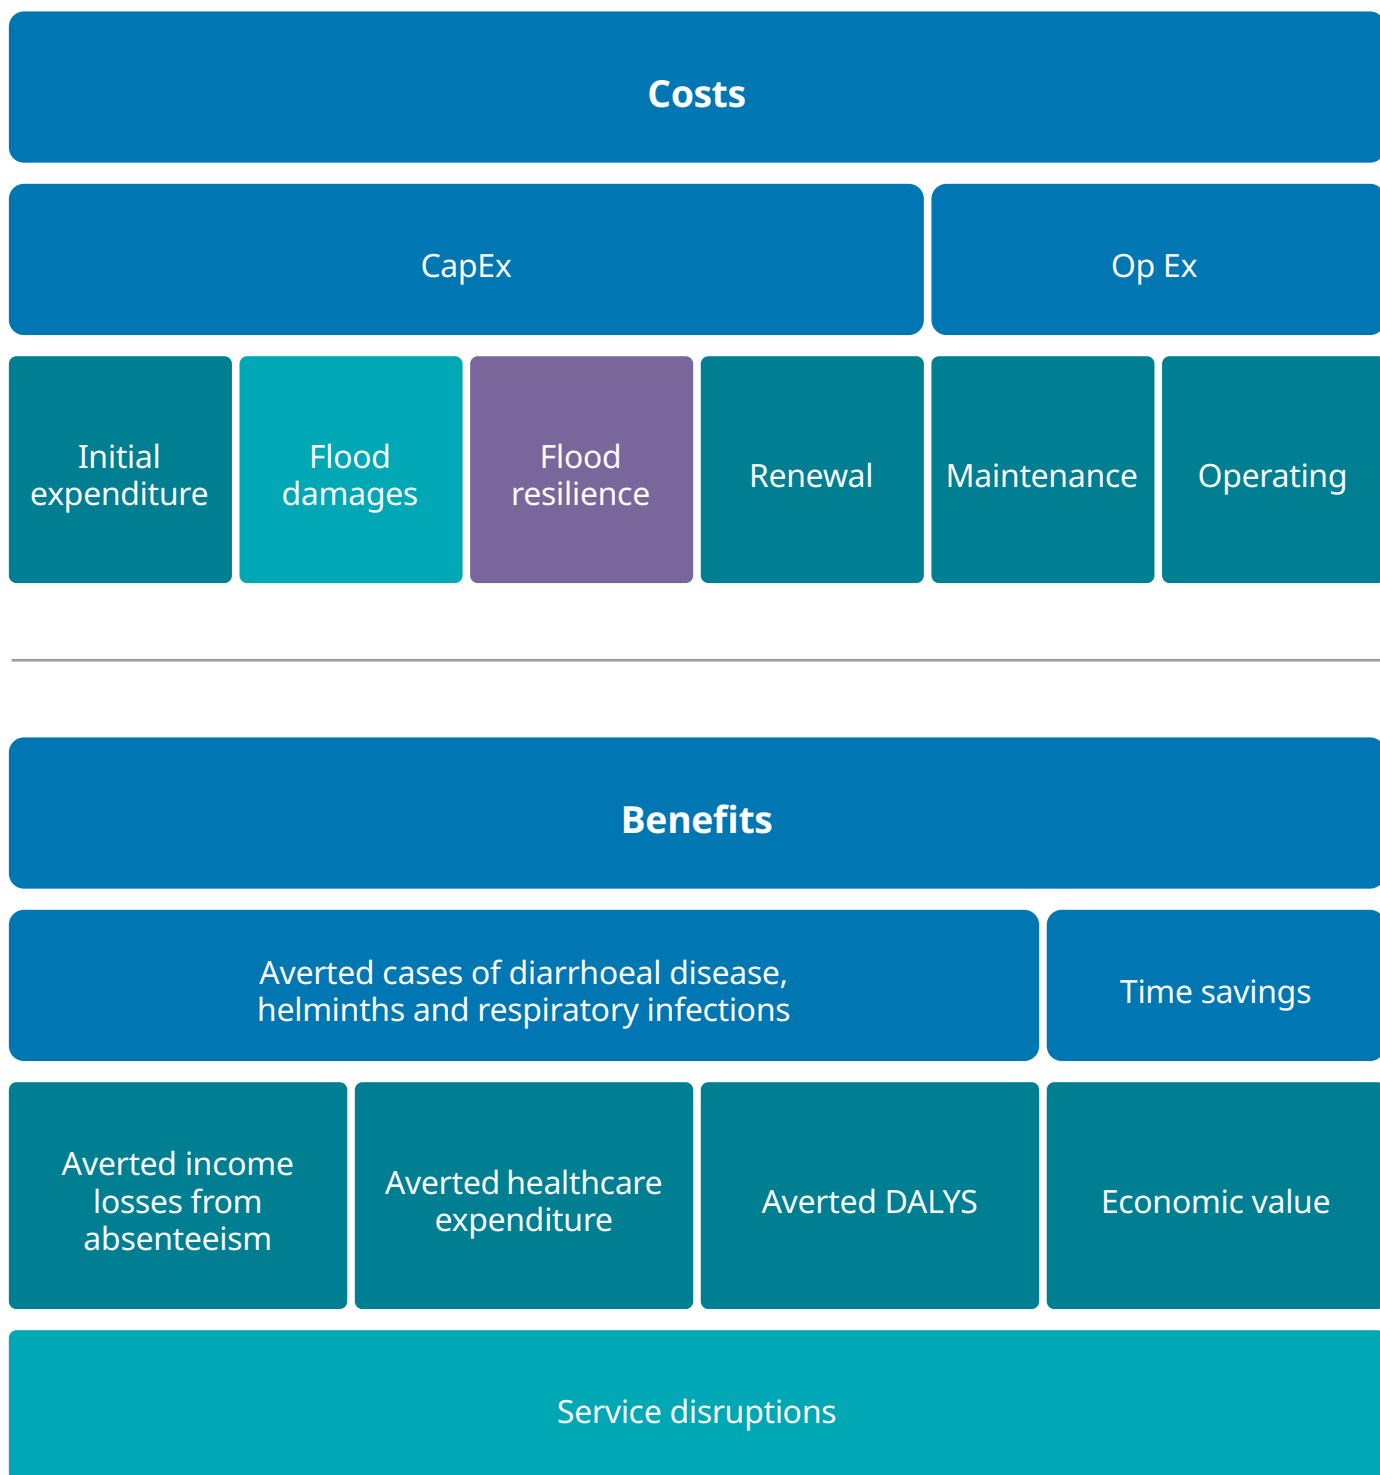 Costs
CapEx
Op Ex
Initial
expenditure
Flood
damages
Flood
resilience
Renewal
Maintenance
Operating
Benefits
Averted cases of diarrhoeal disease,
helminths and respiratory infections
Time savings
Averted income
losses from
absenteeism
Averted healthcare
expenditure
Averted DALYS
Economic value
Service disruptions